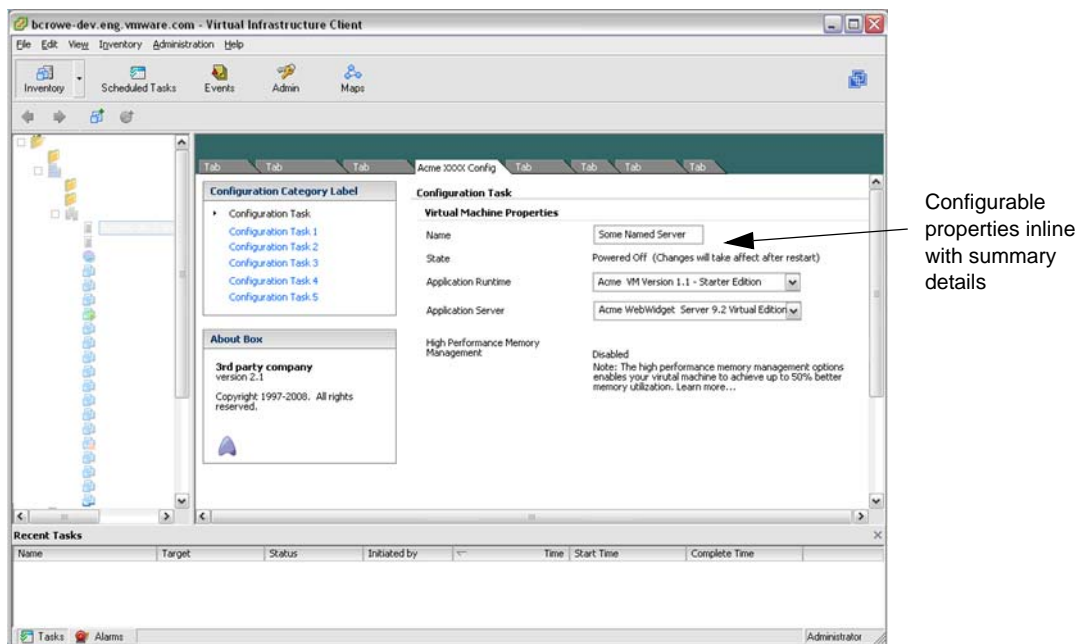 bcrowe-dev.eng.vmware.com - Virtual Infrastructure Client
File Edit View Inventory Administration Help
Inventory Scheduled Tasks Events Admin Maps
Tab Tab Tab Acme XXXX Config Tab Tab Tab Tab
Configuration Category Label
Configuration Task
Configuration Task 1
Configuration Task 2
Configuration Task 3
Configuration Task 4
Configuration Task 5
About Box
3rd party company
version 2.1
Copyright 1997-2008. All rights
reserved.
Configuration Task
Virtual Machine Properties
Name Some Named Server
State Powered Off (Changes will take affect after restart)
Application Runtime Acme VM Version 1.1 - Starter Edition
Application Server Acme WebWidget Server 9.2 Virtual Edition
High Performance Memory
Management
Disabled
Note: The high performance memory management options
enables your virutal machine to achieve up to 50% better
memory utilization. Learn more...
Configurable
properties inline
with summary
details
Recent Tasks
Name Target Status Initiated by Time Start Time Complete Time
Tasks Alarms Administrator